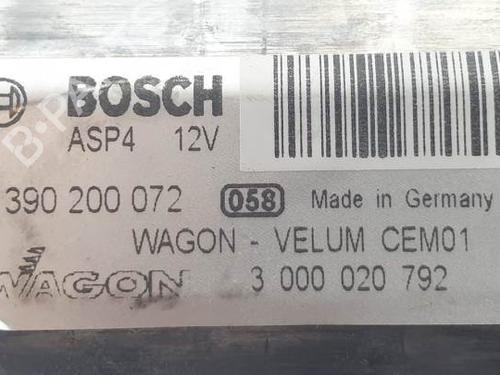 BOSCH
ASP4 12V
390 200 072 058 Made in Germany
WAGON - VELUM CEM01
WAGON 3 000 020 792